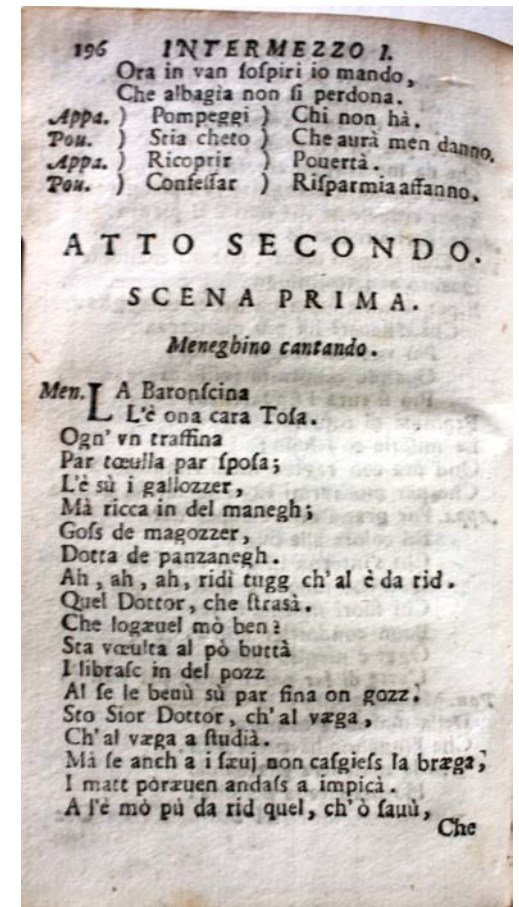 196 INTERMEZZO I.
Ora in van ſoſpiri io mando,
Che albagia non ſi perdona.
Appa. ) Pompeggi ) Chi non hà.
Pou. ) Stia cheto ) Che aurà men danno.
Appa. ) Ricoprir ) Pouertà.
Pou. ) Confeſſar ) Riſparmia affanno.
ATTO SECONDO.
SCENA PRIMA.
Meneghino cantando.
Men. LA Baronſcina
L'è ona cara Toſa.
Ogn' vn traffina
Par tœulla par ſpoſa;
L'è sù i gallozzer,
Mà ricca in del manegh;
Goſs de magozzer,
Dotta de panzanegh.
Ah, ah, ah, ridì tugg ch'al è da rid.
Quel Dottor, che ſtrasà.
Che logæuel mò ben?
Sta vœulta al pò buttà
I libraſc in del pozz
Al ſe le benù sù par fina on gozz.
Sto Sior Dottor, ch'al væga,
Ch'al væga a ſtudià.
Mà ſe anch a i ſæuj non caſgieſs la bræga;
I matt pòræuen andaſs a impicà.
A l'è mò pù da rid quel, ch'ò ſauù,
Che